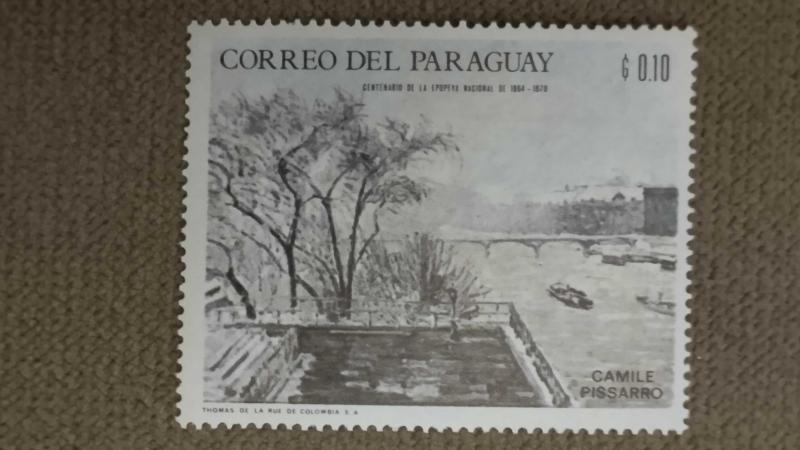 CORREO DEL PARAGUAY
₲ 0.10
CENTENARIO DE LA EPOPEYA NACIONAL DE 1864 - 1870
CAMILE
PISSARRO
THOMAS DE LA RUE DE COLOMBIA S.A